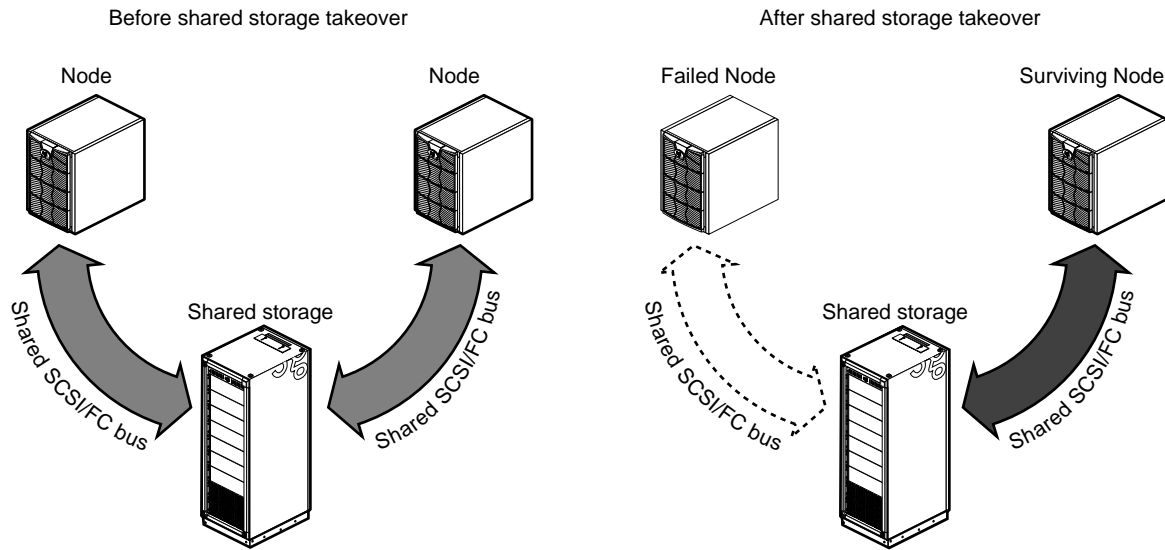 Before shared storage takeover
Node
Node
Shared SCSI/FC bus
Shared storage
Shared SCSI/FC bus
After shared storage takeover
Failed Node
Surviving Node
Shared SCSI/FC bus
Shared storage
Shared SCSI/FC bus